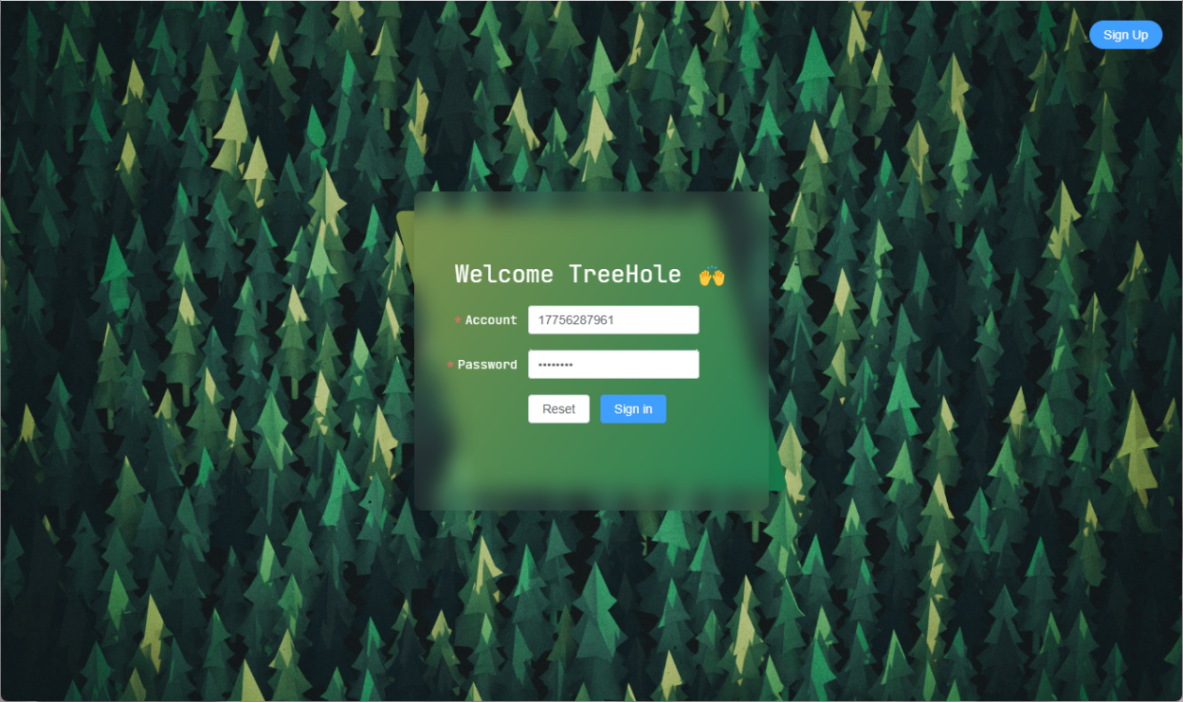 Sign Up
Welcome TreeHole 🙌
* Account 17756287961
* Password ••••••••
Reset Sign in